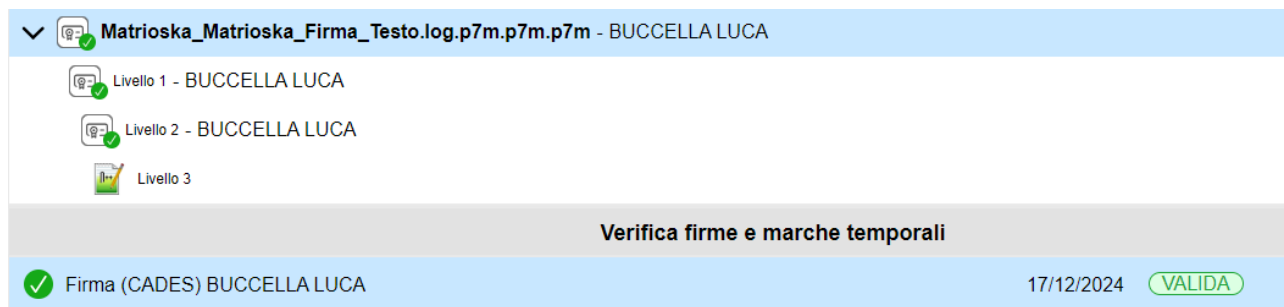 Matrioska_Matrioska_Firma_Testo.log.p7m.p7m.p7m - BUCCELLA LUCA
Livello 1 - BUCCELLA LUCA
Livello 2 - BUCCELLA LUCA
Livello 3
Verifica firme e marche temporali
Firma (CADES) BUCCELLA LUCA 17/12/2024 VALIDA